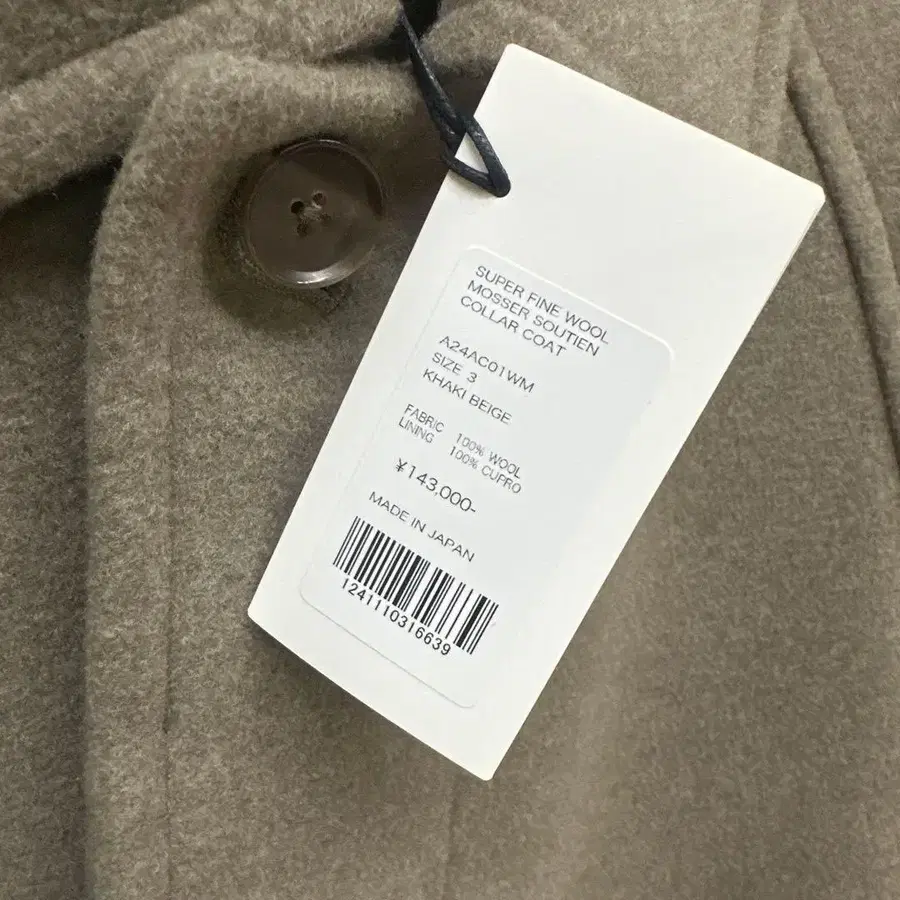 SUPER FINE WOOL
MOSSER SOUTIEN
COLLAR COAT
A24AC01WM
SIZE 3
KHAKI BEIGE
FABRIC 100% WOOL
LINING 100% CUPRO
¥143,000-
MADE IN JAPAN
1241110316639